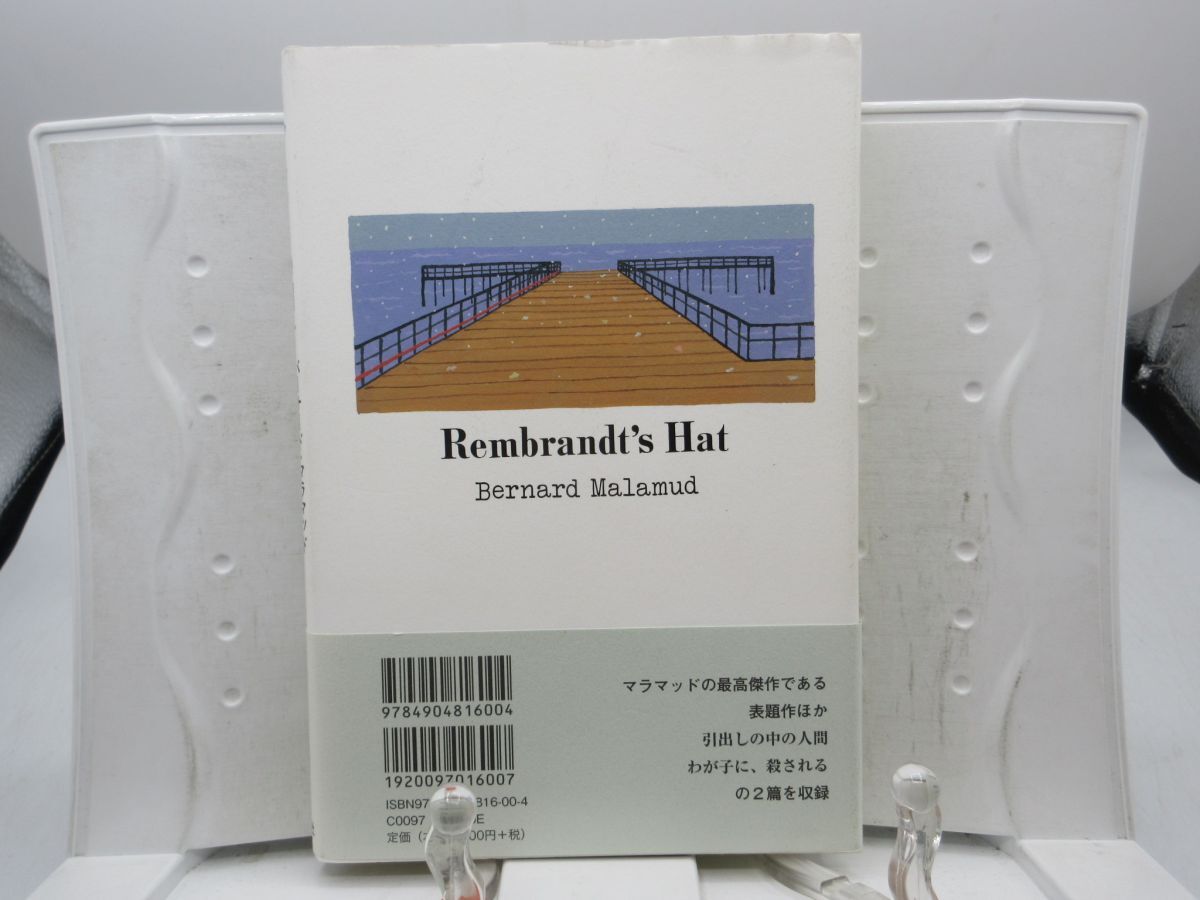 Rembrandt's Hat
Bernard Malamud
9784904816004
1920097016007
ISBN97 816-00-4
C0097 E
定価 00円+税)
マラマッドの最高傑作である
表題作ほか
引出しの中の人間
わが子に、殺される
の2篇を収録